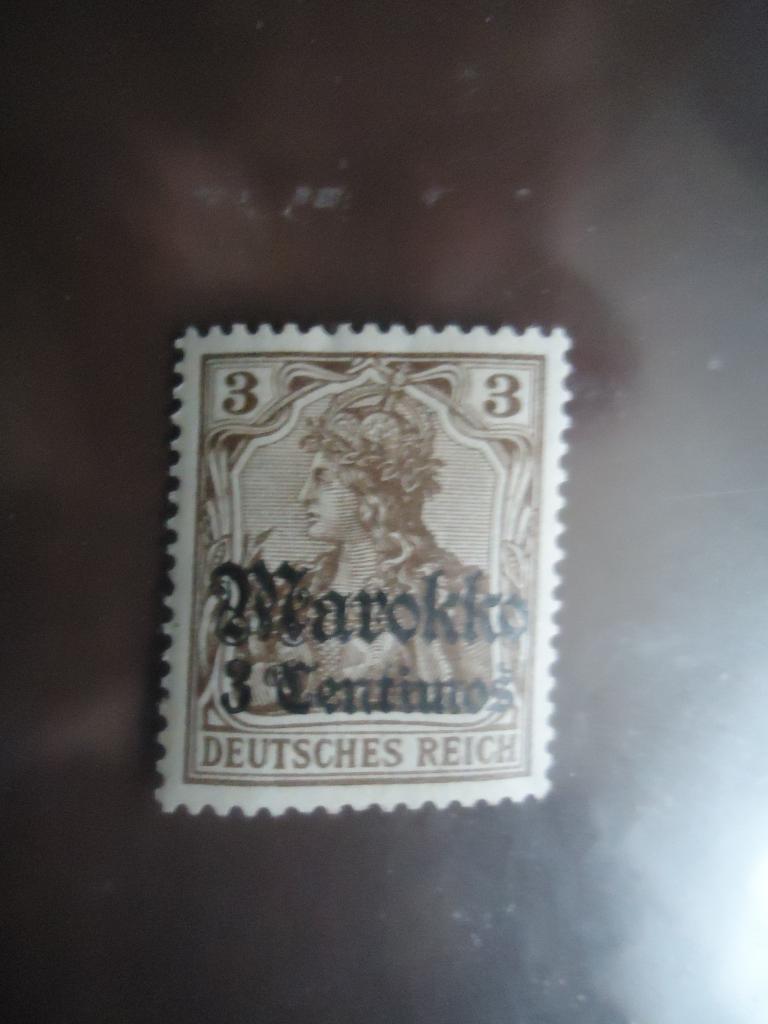 3 3
Marokko
3 Centimos
DEUTSCHES REICH